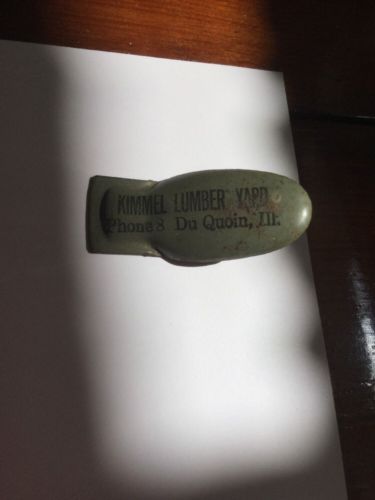 KIMMEL LUMBER YARD
Phone 8 Du Quoin, Ill.